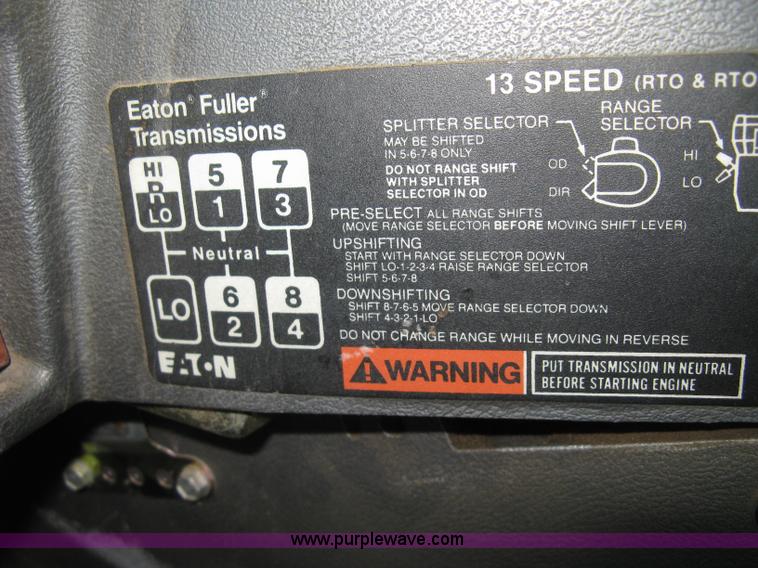 13 SPEED (RTO & RTO
Eaton® Fuller®
Transmissions
HI
R
LO
5
1
7
3
Neutral
LO
6
2
8
4
EAT•N
SPLITTER SELECTOR
MAY BE SHIFTED
IN 5-6-7-8 ONLY
DO NOT RANGE SHIFT
WITH SPLITTER
SELECTOR IN OD
OD
DIR
RANGE
SELECTOR
HI
LO
PRE-SELECT ALL RANGE SHIFTS
(MOVE RANGE SELECTOR BEFORE MOVING SHIFT LEVER)
UPSHIFTING
START WITH RANGE SELECTOR DOWN
SHIFT LO-1-2-3-4 RAISE RANGE SELECTOR
SHIFT 5-6-7-8
DOWNSHIFTING
SHIFT 8-7-6-5 MOVE RANGE SELECTOR DOWN
SHIFT 4-3-2-1-LO
DO NOT CHANGE RANGE WHILE MOVING IN REVERSE
WARNING
PUT TRANSMISSION IN NEUTRAL
BEFORE STARTING ENGINE
www.purplewave.com